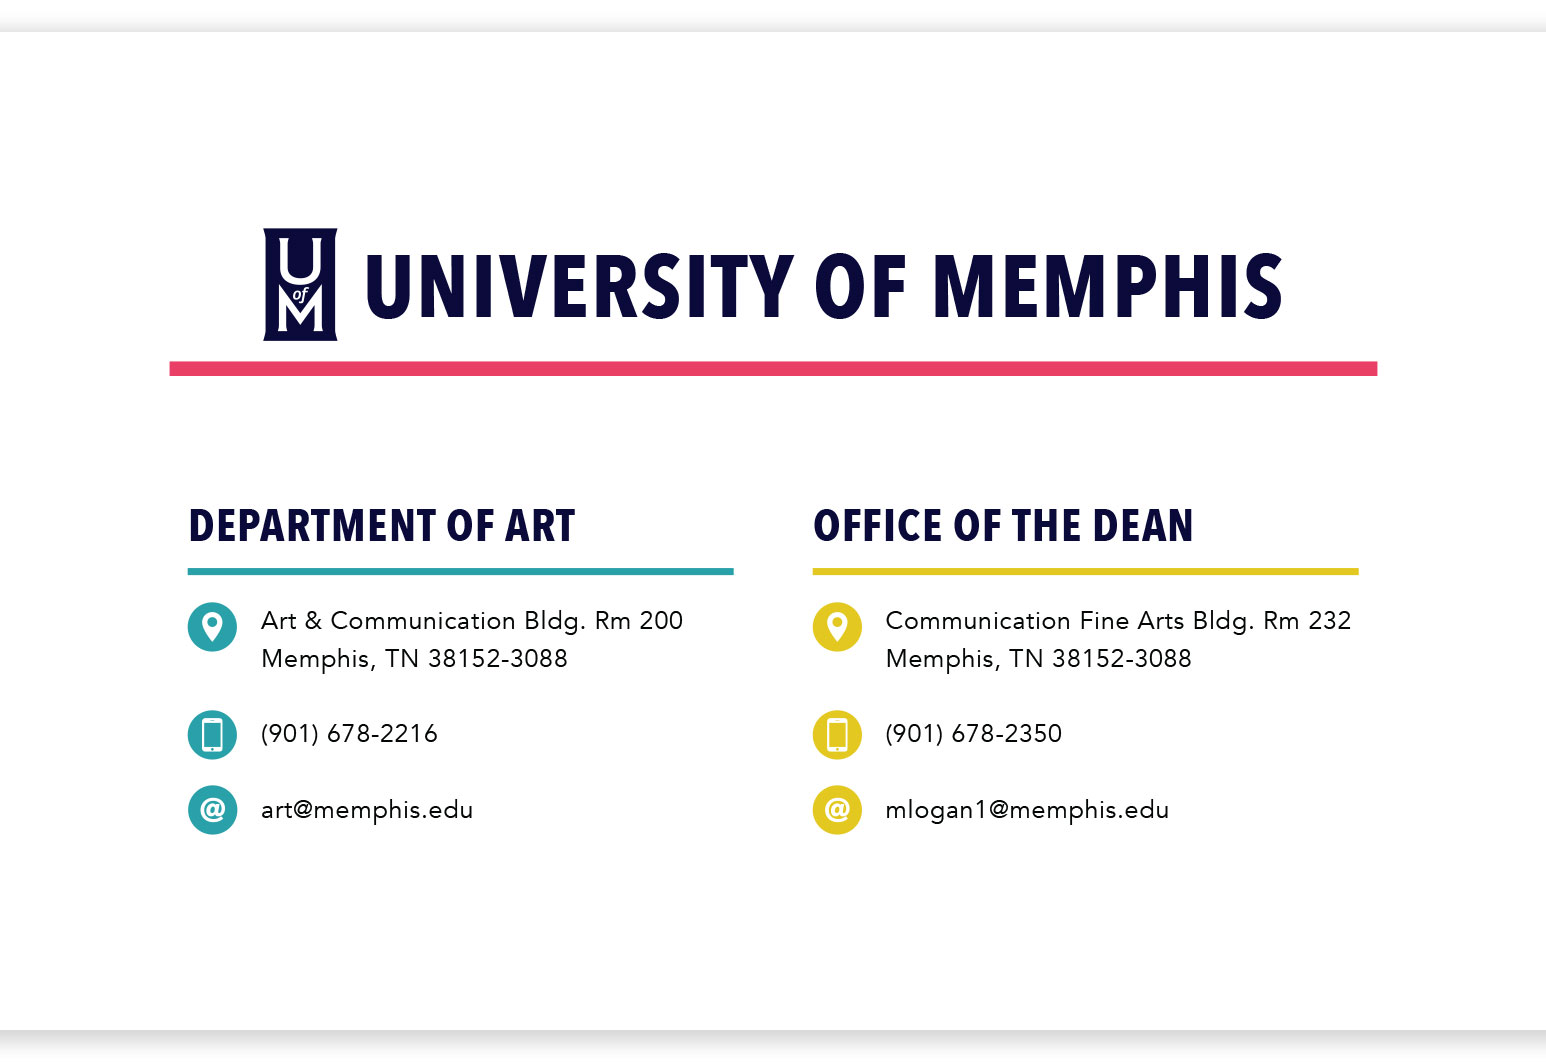 U
of
M
UNIVERSITY OF MEMPHIS
DEPARTMENT OF ART
Art & Communication Bldg. Rm 200
Memphis, TN 38152-3088
(901) 678-2216
@
art@memphis.edu
OFFICE OF THE DEAN
Communication Fine Arts Bldg. Rm 232
Memphis, TN 38152-3088
(901) 678-2350
@
mlogan1@memphis.edu